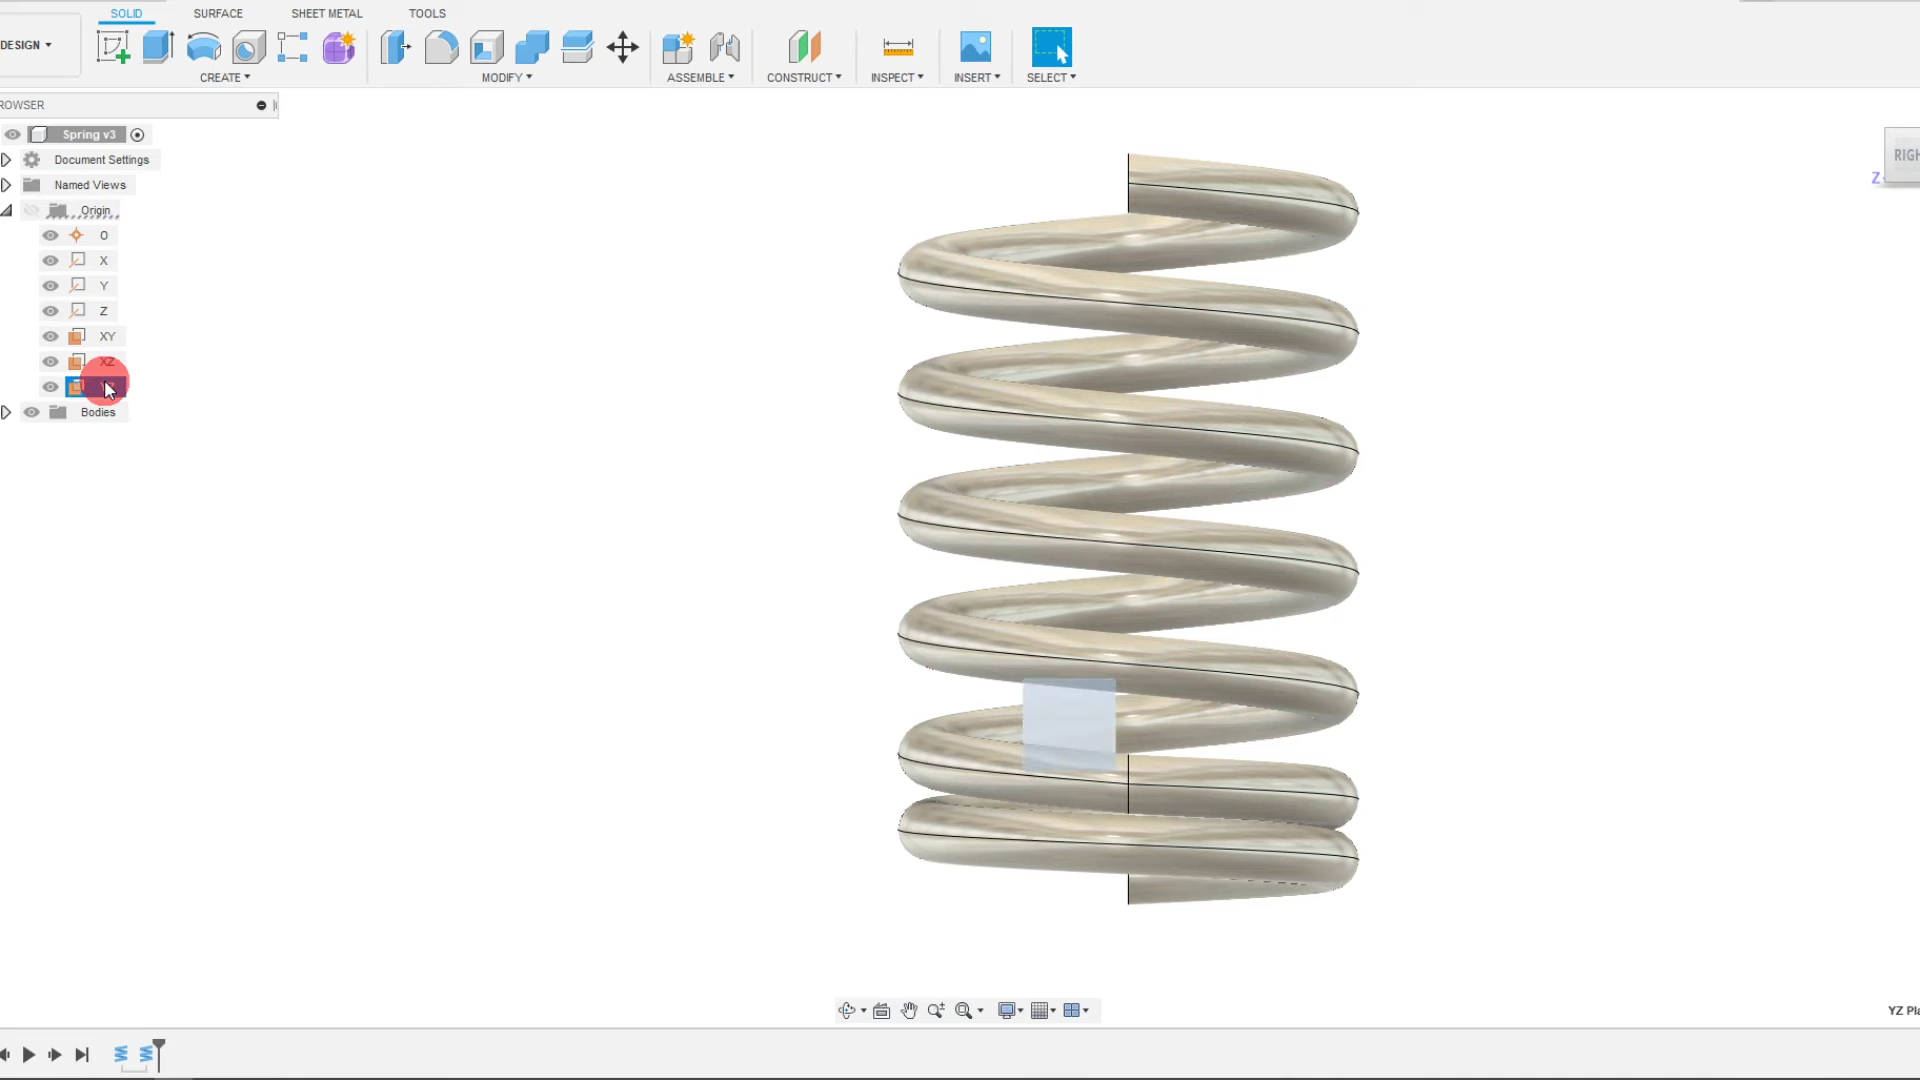 SOLID SURFACE SHEET METAL TOOLS
DESIGN
CREATE MODIFY ASSEMBLE CONSTRUCT INSPECT INSERT SELECT
ROWSER
Spring v3
Document Settings
Named Views
Origin
O
X
Y
Z
XY
XZ
Bodies
RIGH
Z
YZ Pla